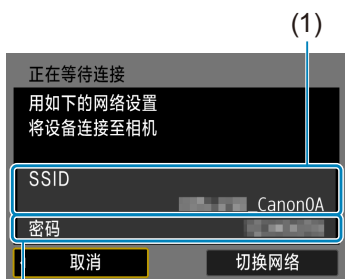 (1)
正在等待连接
用如下的网络设置
将设备连接至相机
SSID
_Canon0A
密码
取消
切换网络